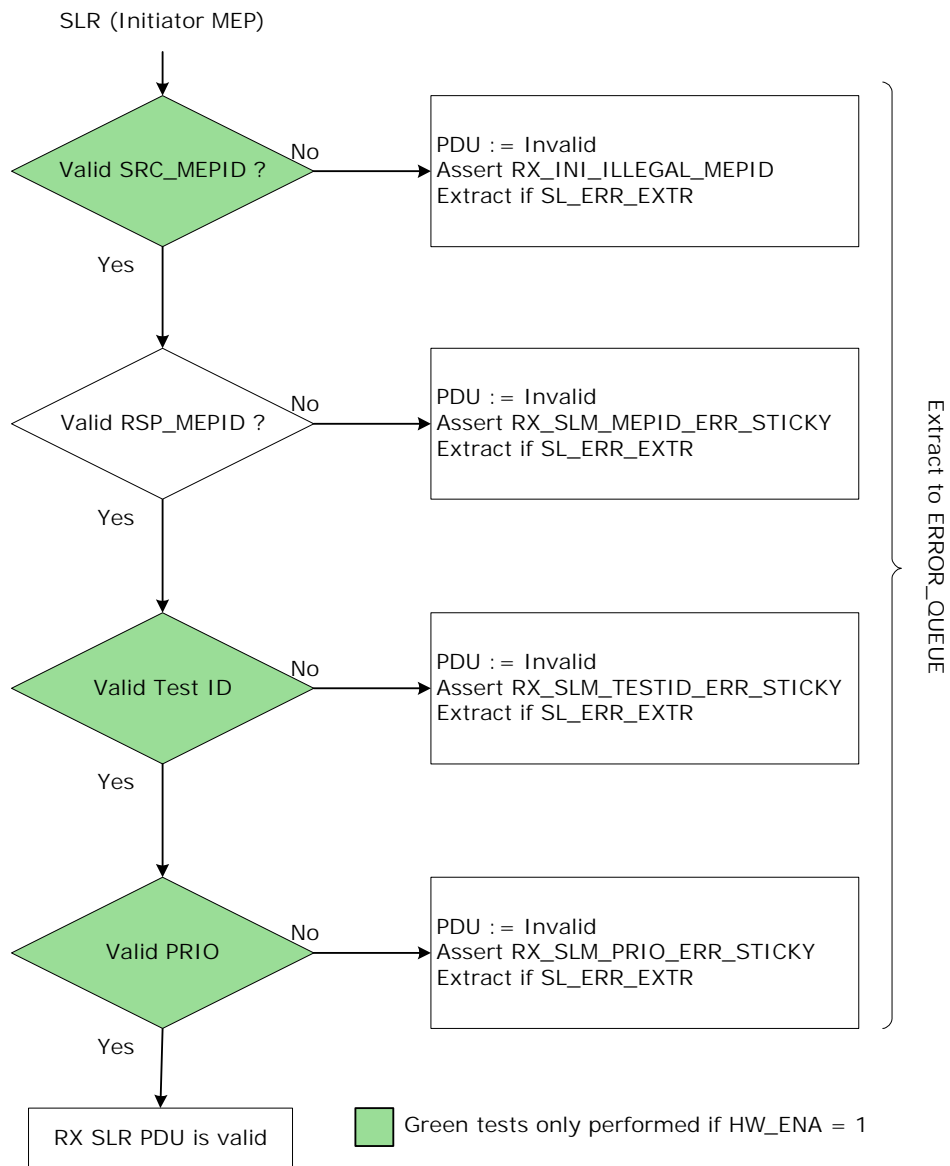 SLR (Initiator MEP)
Valid SRC_MEPID ?
No
PDU := Invalid
Assert RX_INI_ILLEGAL_MEPID
Extract if SL_ERR_EXTR
Yes
Valid RSP_MEPID ?
No
PDU := Invalid
Assert RX_SLM_MEPID_ERR_STICKY
Extract if SL_ERR_EXTR
Yes
Valid Test ID
No
PDU := Invalid
Assert RX_SLM_TESTID_ERR_STICKY
Extract if SL_ERR_EXTR
Yes
Valid PRIO
No
PDU := Invalid
Assert RX_SLM_PRIO_ERR_STICKY
Extract if SL_ERR_EXTR
Yes
RX SLR PDU is valid
Extract to ERROR_QUEUE
Green tests only performed if HW_ENA = 1